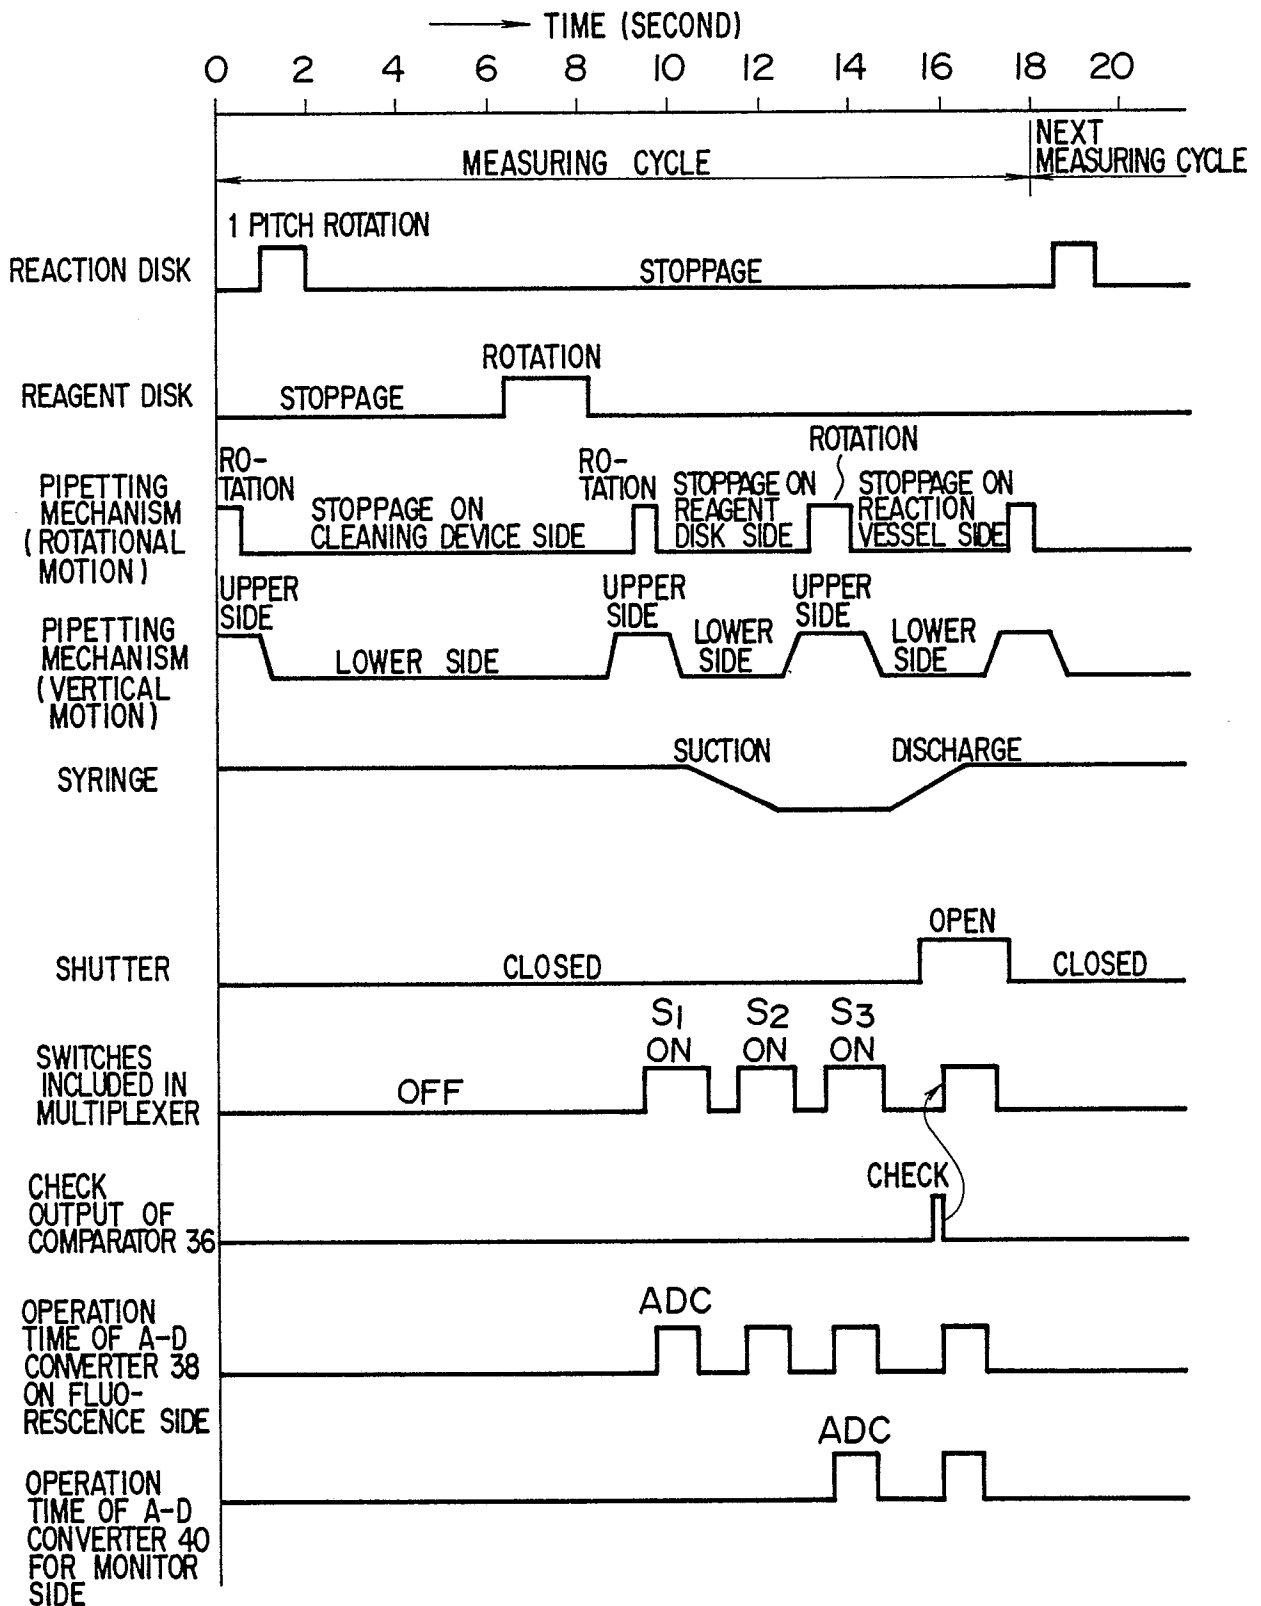 TIME (SECOND)
0 2 4 6 8 10 12 14 16 18 20
MEASURING CYCLE
NEXT
MEASURING CYCLE
1 PITCH ROTATION
REACTION DISK
STOPPAGE
ROTATION
REAGENT DISK
STOPPAGE
ROTATION
PIPETTING
MECHANISM
(ROTATIONAL
MOTION)
RO-
TATION
STOPPAGE ON
CLEANING DEVICE SIDE
RO-
TATION
STOPPAGE ON
REAGENT
DISK SIDE
STOPPAGE ON
REACTION
VESSEL SIDE
PIPETTING
MECHANISM
(VERTICAL
MOTION)
UPPER
SIDE
LOWER SIDE
UPPER
SIDE
LOWER
SIDE
UPPER
SIDE
LOWER
SIDE
SYRINGE
SUCTION
DISCHARGE
SHUTTER
CLOSED
OPEN
CLOSED
SWITCHES
INCLUDED IN
MULTIPLEXER
OFF
S1
ON
S2
ON
S3
ON
CHECK
OUTPUT OF
COMPARATOR 36
CHECK
OPERATION
TIME OF A-D
CONVERTER 38
ON FLUO-
RESCENCE SIDE
ADC
OPERATION
TIME OF A-D
CONVERTER 40
FOR MONITOR
SIDE
ADC